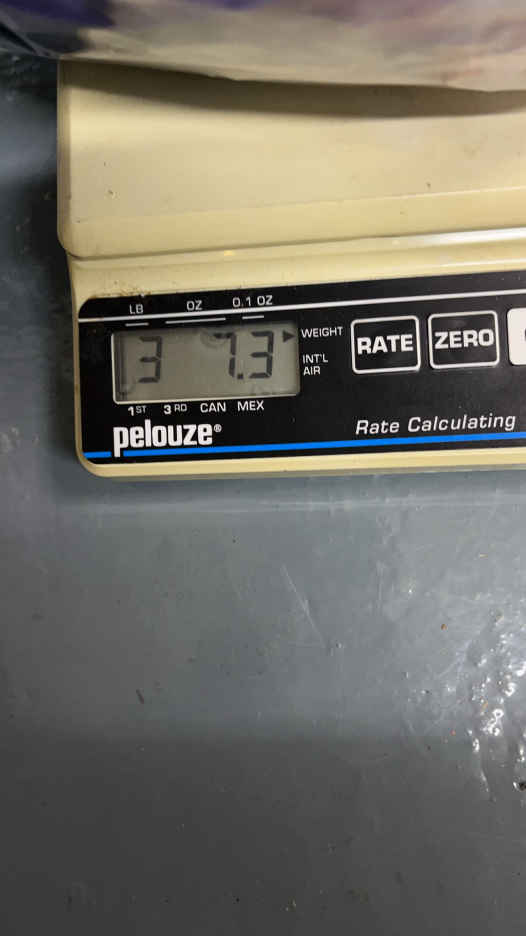 LB OZ 0.1 OZ
3 7.3
WEIGHT
INT'L
AIR
RATE
ZERO
1ST 3RD CAN MEX
pelouze®
Rate Calculating